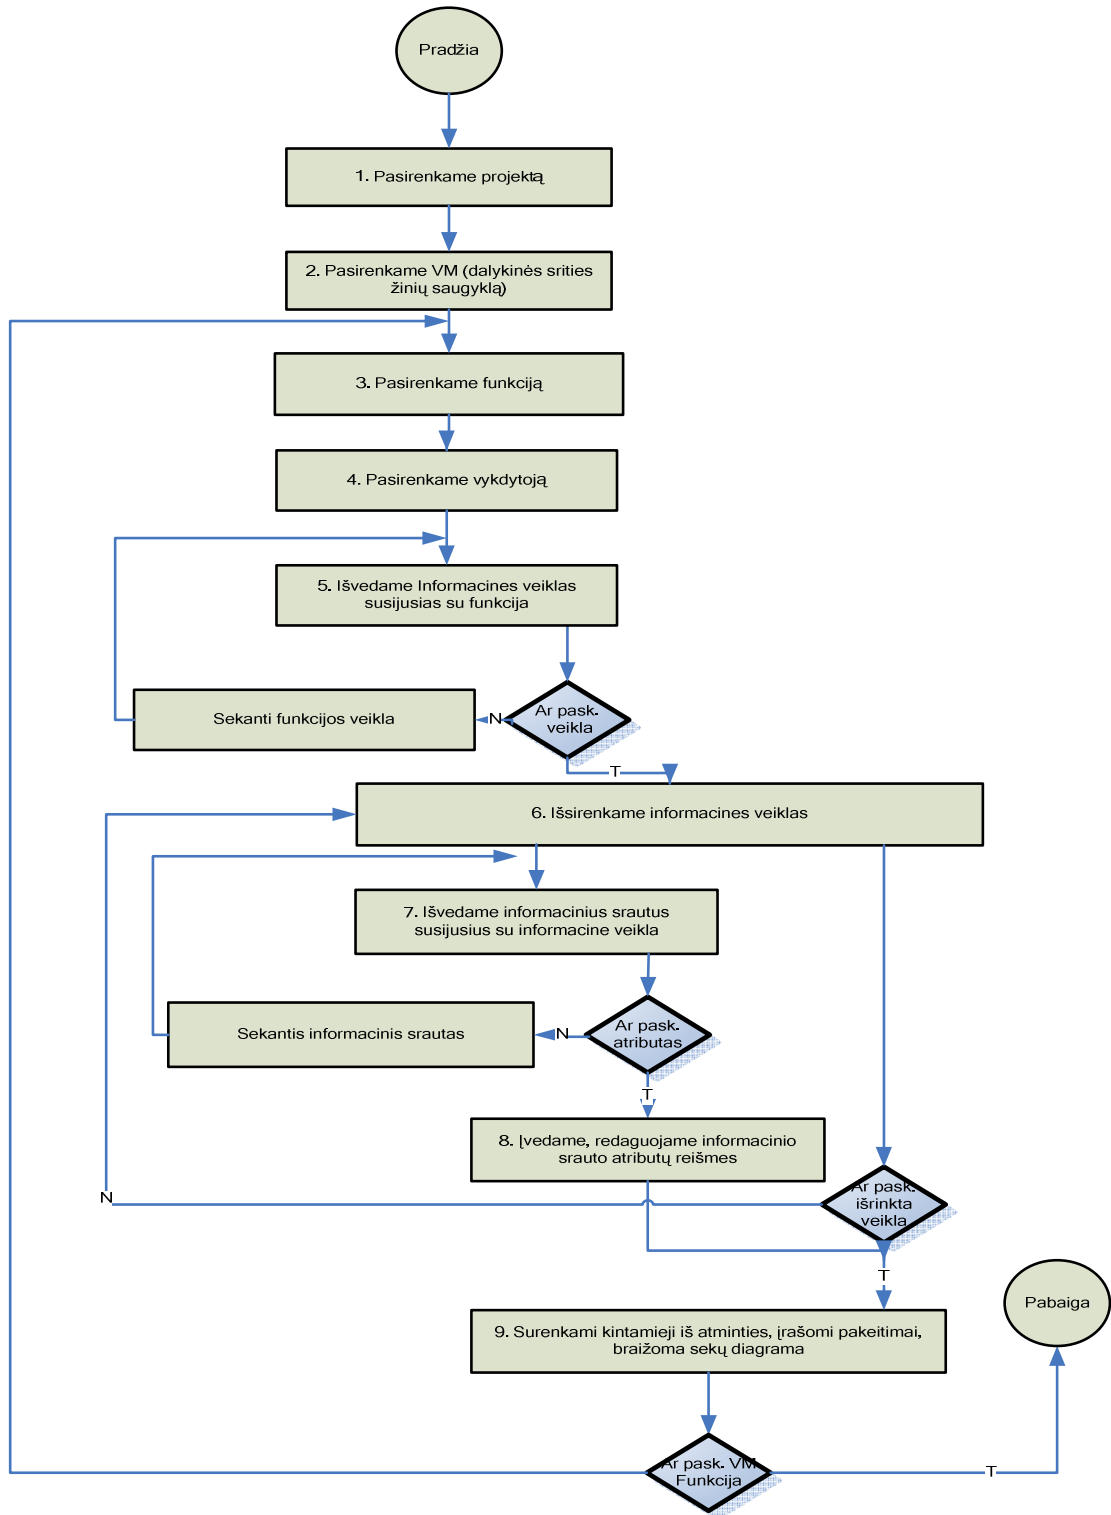 Pradžia
1. Pasirenkame projektą
2. Pasirenkame VM (dalykinės srities
žinių saugyklą)
3. Pasirenkame funkciją
4. Pasirenkame vykdytoją
5. Išvedame Informacines veiklas
susijusias su funkcija
Ar pask.
veikla
N
Sekanti funkcijos veikla
T
6. Išsirenkame informacines veiklas
7. Išvedame informacinius srautus
susijusius su informacine veikla
Ar pask.
atributas
N
Sekantis informacinis srautas
T
8. Įvedame, redaguojame informacinio
srauto atributų reišmes
Ar pask.
išrinkta
veikla
N
T
9. Surenkami kintamieji iš atminties, įrašomi pakeitimai,
braižoma sekų diagrama
Ar pask. VM
Funkcija
T
Pabaiga